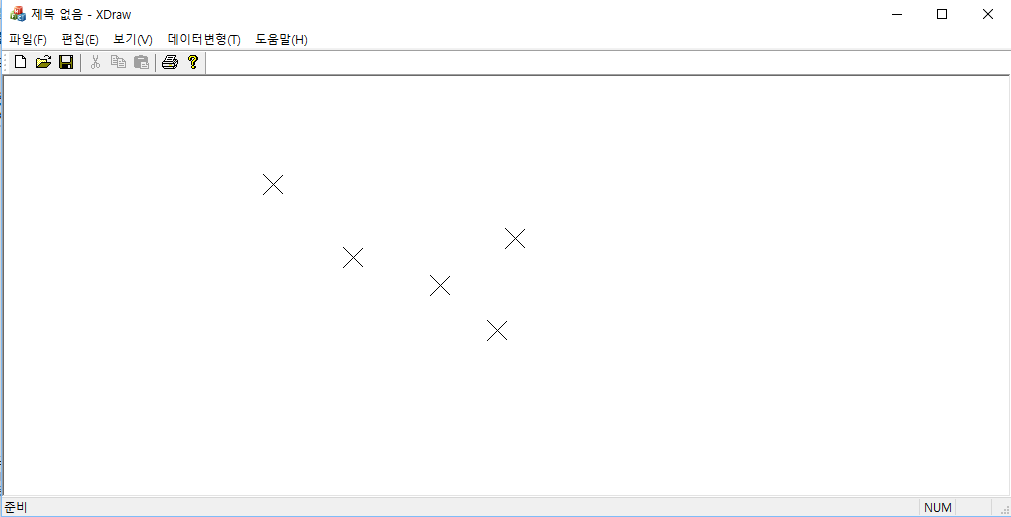 제목 없음 - XDraw
파일(F) 편집(E) 보기(V) 데이터변형(T) 도움말(H)
준비 NUM